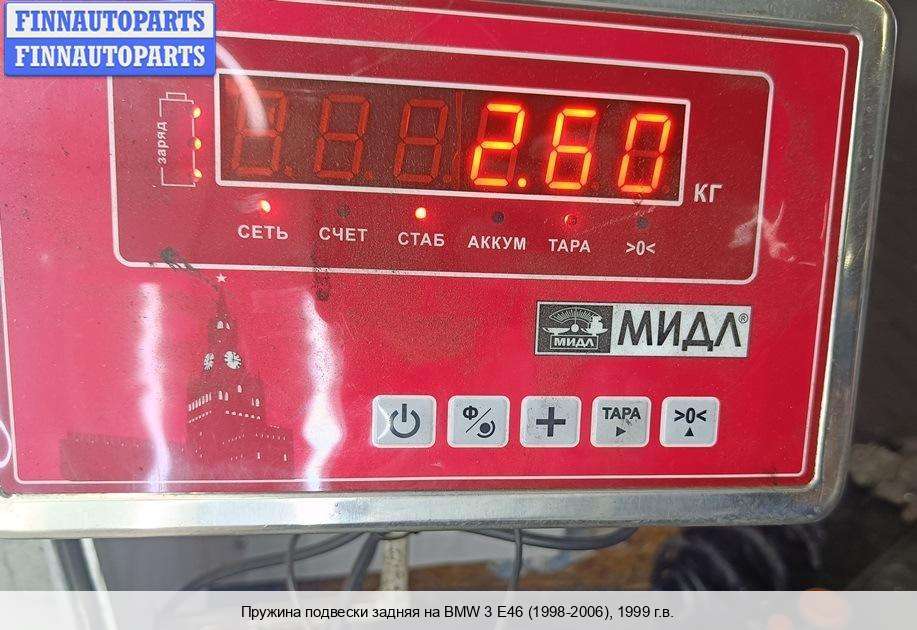 FINNAUTOPARTS
FINNAUTOPARTS
заряд
2.60
КГ
СЕТЬ СЧЕТ СТАБ АККУМ ТАРА >0<
МИДЛ МИДЛ®
Ф ТАРА >0<
Пружина подвески задняя на BMW 3 E46 (1998-2006), 1999 г.в.